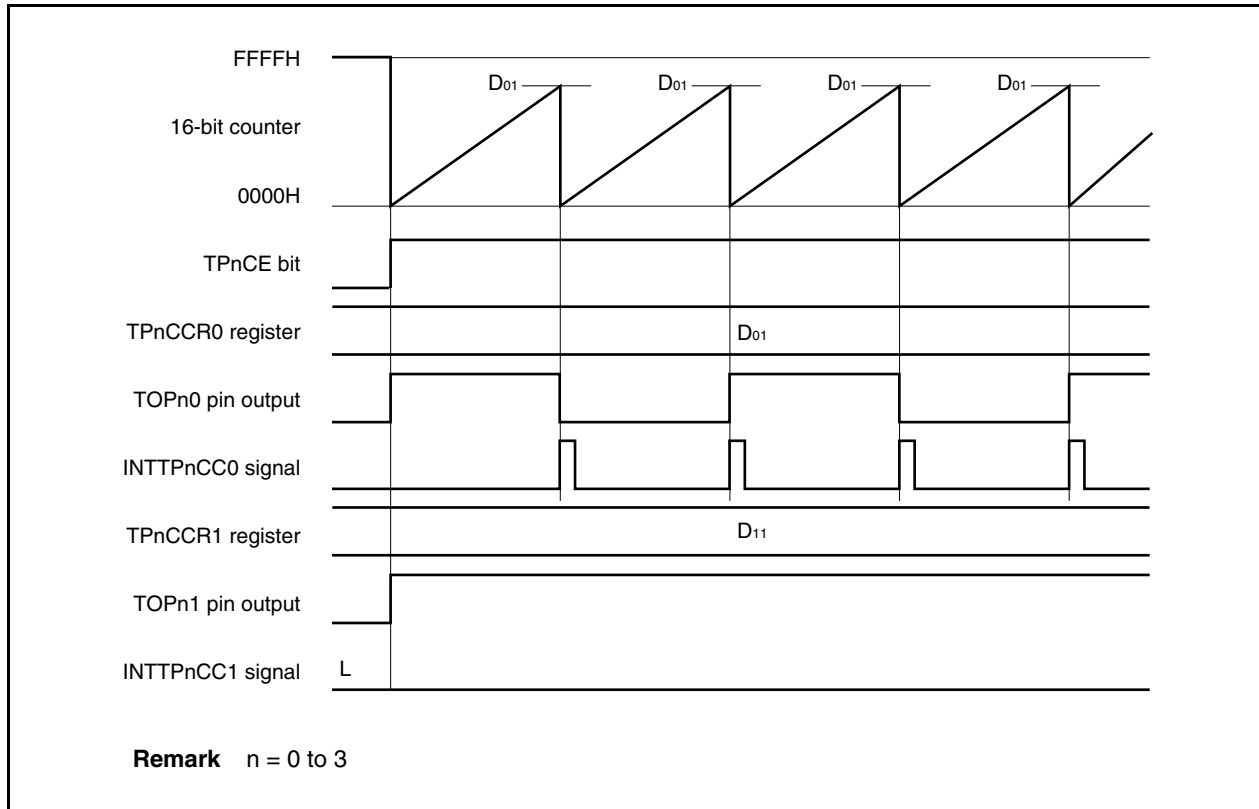 FFFFH
D01 D01 D01 D01
16-bit counter
0000H
TPnCE bit
TPnCCR0 register D01
TOPn0 pin output
INTTPnCC0 signal
TPnCCR1 register D11
TOPn1 pin output
INTTPnCC1 signal L
Remark n = 0 to 3